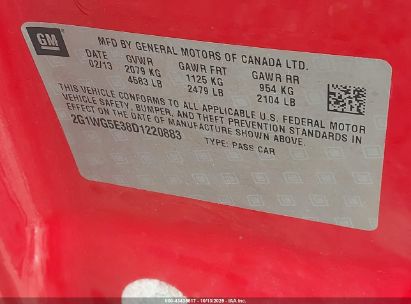 GM
MFD BY GENERAL MOTORS OF CANADA LTD.
DATE GVWR GAWR FRT GAWR RR
02/13 2079 KG 1125 KG 954 KG
4583 LB 2479 LB 2104 LB
THIS VEHICLE CONFORMS TO ALL APPLICABLE U.S. FEDERAL MOTOR
VEHICLE SAFETY, BUMPER, AND THEFT PREVENTION STANDARDS IN
EFFECT ON THE DATE OF MANUFACTURE SHOWN ABOVE.
2G1WG5E38D1220883
TYPE: PASS CAR